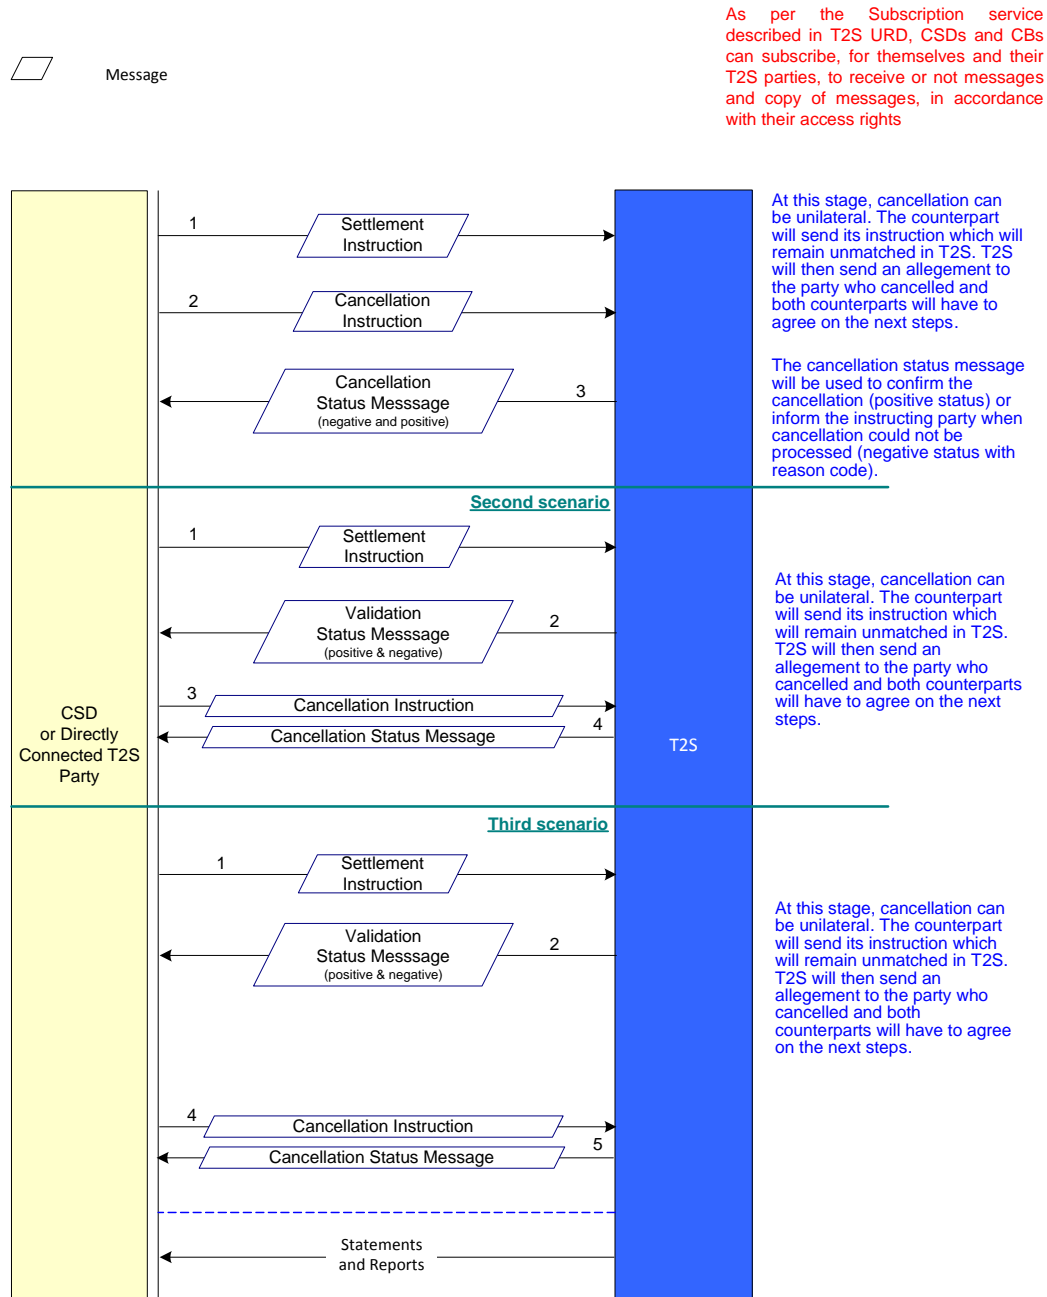 As per the Subscription service
described in T2S URD, CSDs and CBs
can subscribe, for themselves and their
T2S parties, to receive or not messages
and copy of messages, in accordance
with their access rights
Message
1
Settlement
Instruction
2
Cancellation
Instruction
Cancellation
Status Messsage
(negative and positive)
3
At this stage, cancellation can
be unilateral. The counterpart
will send its instruction which will
remain unmatched in T2S. T2S
will then send an allegement to
the party who cancelled and
both counterparts will have to
agree on the next steps.
The cancellation status message
will be used to confirm the
cancellation (positive status) or
inform the instructing party when
cancellation could not be
processed (negative status with
reason code).
Second scenario
1
Settlement
Instruction
Validation
Status Messsage
(positive & negative)
2
3
Cancellation Instruction
Cancellation Status Message
4
At this stage, cancellation can
be unilateral. The counterpart
will send its instruction which
will remain unmatched in T2S.
T2S will then send an
allegement to the party who
cancelled and both counterparts
will have to agree on the next
steps.
CSD
or Directly
Connected T2S
Party
T2S
Third scenario
1
Settlement
Instruction
Validation
Status Messsage
(positive & negative)
2
At this stage, cancellation can
be unilateral. The counterpart
will send its instruction which
will remain unmatched in T2S.
T2S will then send an
allegement to the party who
cancelled and both
counterparts will have to agree
on the next steps.
4
Cancellation Instruction
Cancellation Status Message
5
Statements
and Reports